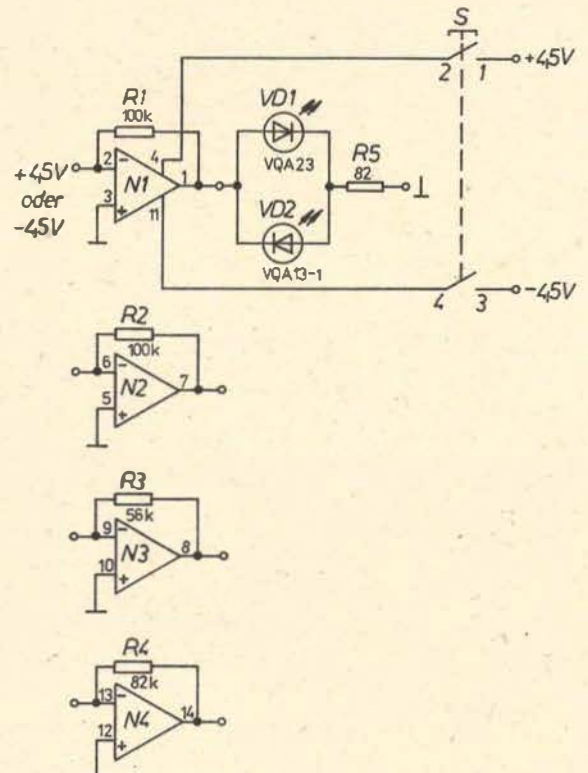 S
2 1 +4,5V
R1
100k
VD1
VQA23
R5
82
4
+4,5V
oder
-4,5V
2 -
3 +
N1
1
11
VD2
VQA13-1
4 3 -4,5V
R2
100k
6 -
5 +
N2
7
R3
56k
9 -
10 +
N3
8
R4
82k
13 -
12 +
N4
14